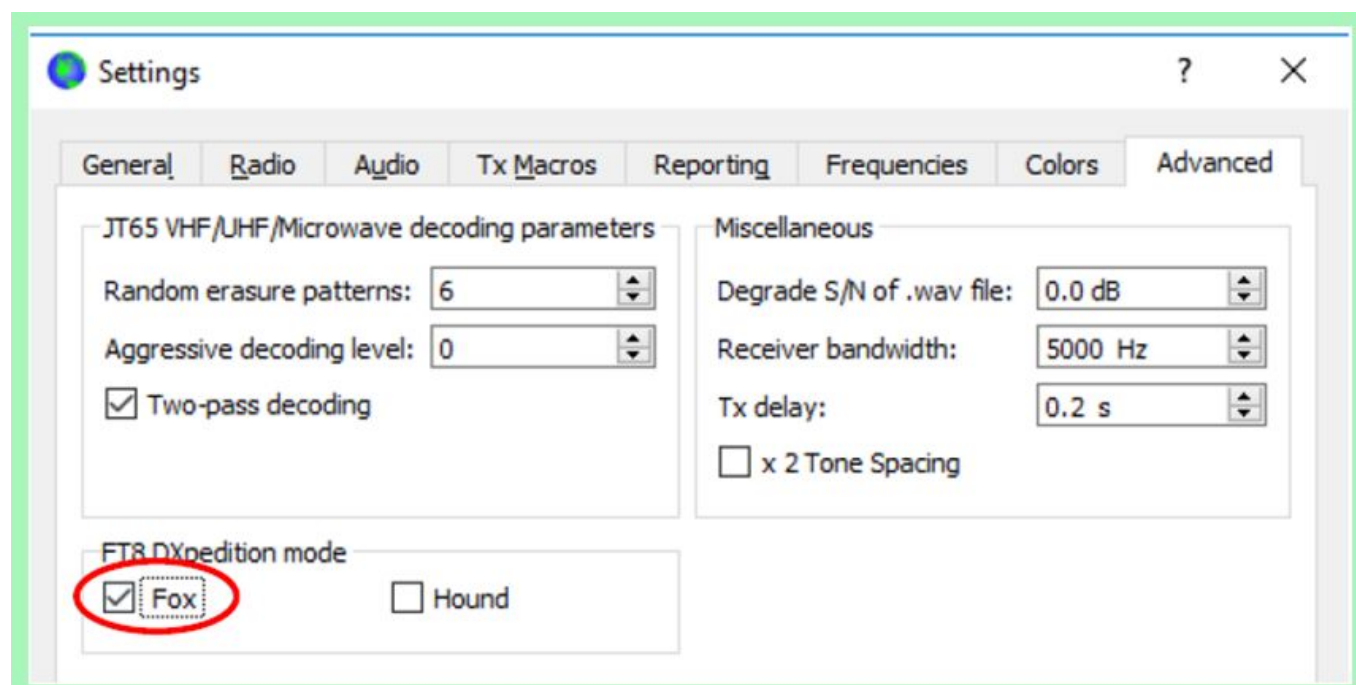 Settings ?
General Radio Audio Tx Macros Reporting Frequencies Colors Advanced
JT65 VHF/UHF/Microwave decoding parameters
Random erasure patterns: 6
Aggressive decoding level: 0
Two-pass decoding
Miscellaneous
Degrade S/N of .wav file: 0.0 dB
Receiver bandwidth: 5000 Hz
Tx delay: 0.2 s
x 2 Tone Spacing
FT8 DXpedition mode
Fox Hound